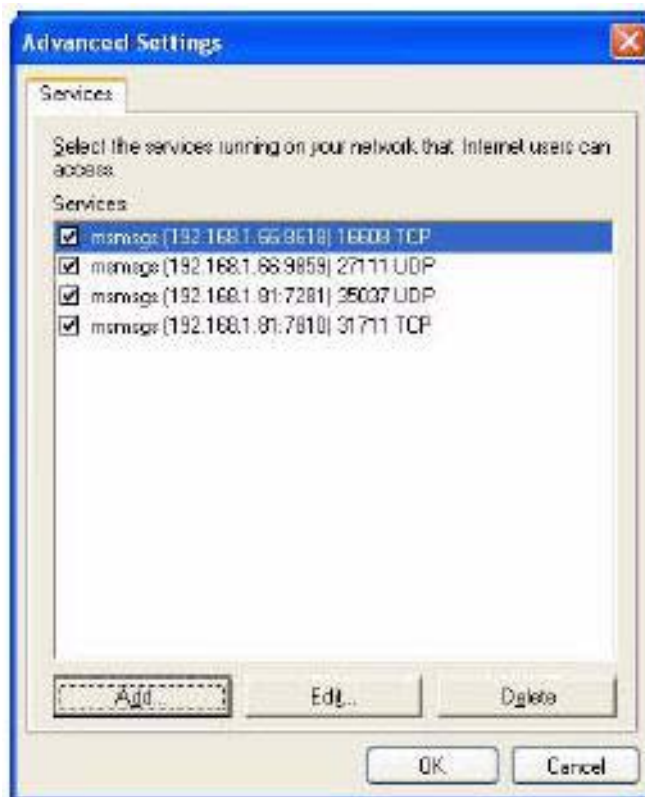 Advanced Settings
Services
Select the services running on your network that Internet users can
access.
Services
msmsgs (192.168.1.66:9618) 16608 TCP
msmsgs (192.168.1.66:9859) 27111 UDP
msmsgs (192.168.1.81:7281) 35037 UDP
msmsgs (192.168.1.81:7810) 31711 TCP
Add...
Edit...
Delete
OK
Cancel